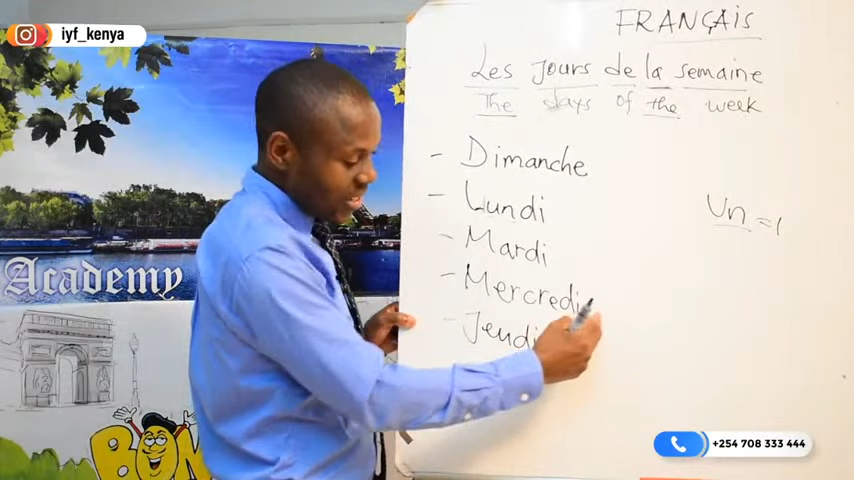 iyf_kenya
FRANÇAIS
Les Jours de la semaine
The days of the week
- Dimanche
- Lundi
- Mardi
- Mercredi
- Jeudi
Un = 1
Academy
BON
+254 708 333 444